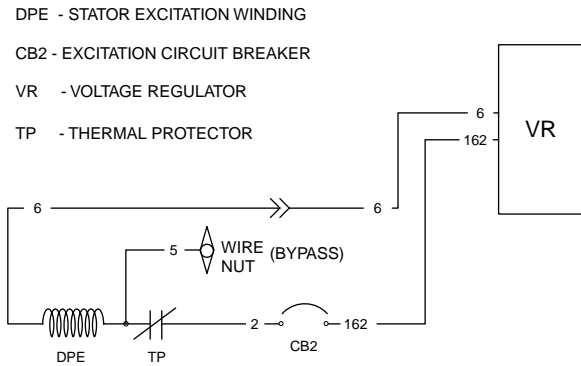 DPE - STATOR EXCITATION WINDING
CB2 - EXCITATION CIRCUIT BREAKER
VR - VOLTAGE REGULATOR
TP - THERMAL PROTECTOR
6
162
VR
6
6
5
WIRE NUT (BYPASS)
2
162
CB2
DPE
TP